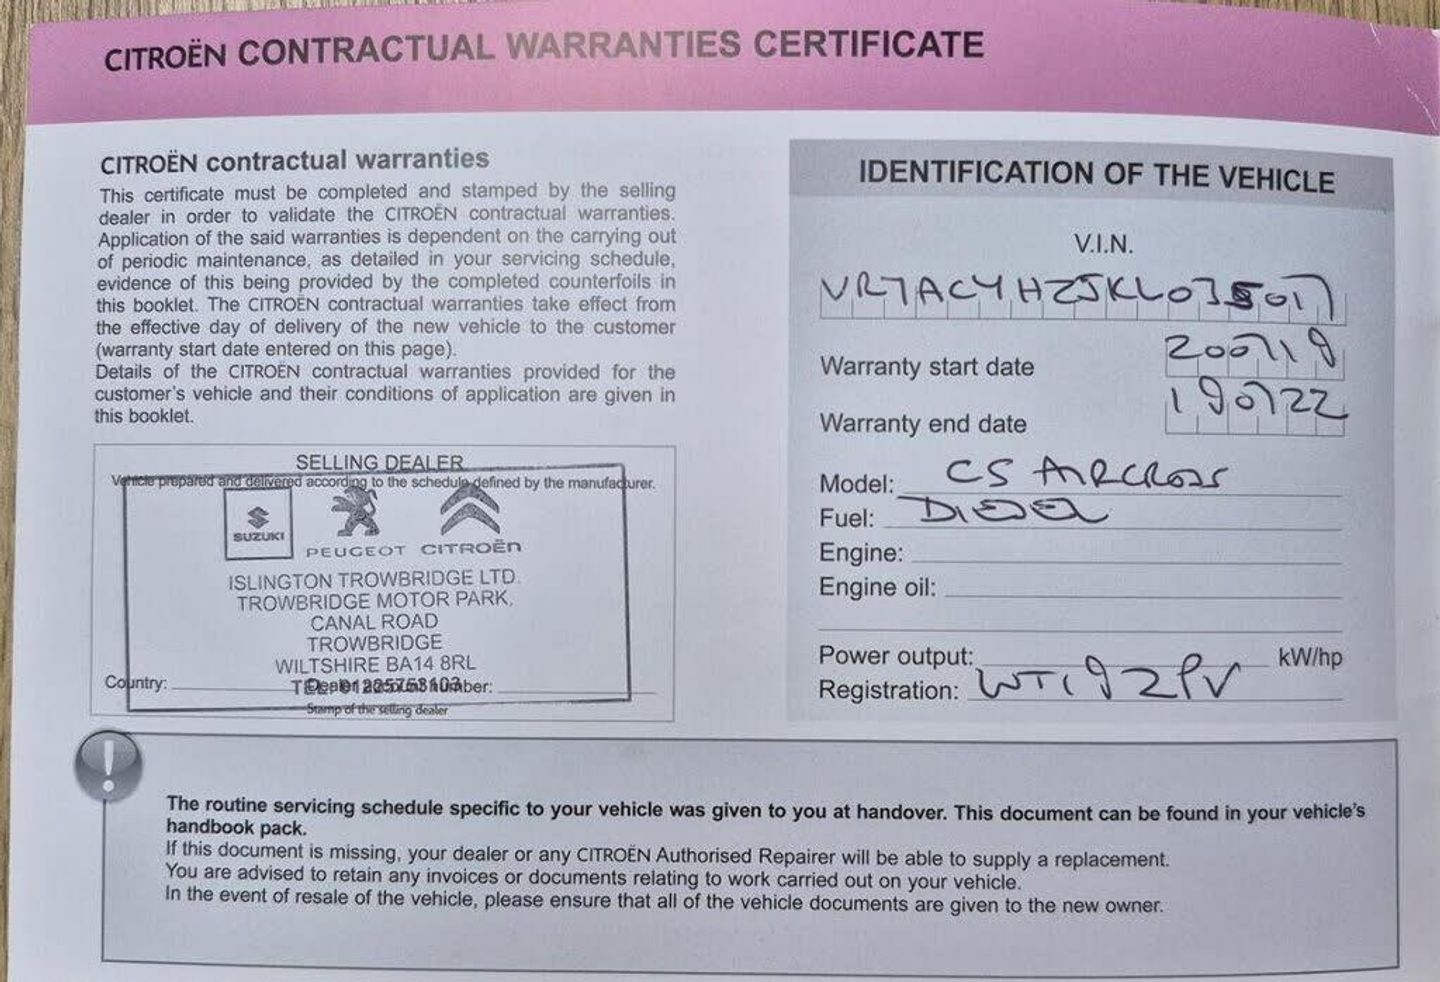 CITROËN CONTRACTUAL WARRANTIES CERTIFICATE
CITROËN contractual warranties
This certificate must be completed and stamped by the selling
dealer in order to validate the CITROËN contractual warranties.
Application of the said warranties is dependent on the carrying out
of periodic maintenance, as detailed in your servicing schedule,
evidence of this being provided by the completed counterfoils in
this booklet. The CITROËN contractual warranties take effect from
the effective day of delivery of the new vehicle to the customer
(warranty start date entered on this page).
Details of the CITROËN contractual warranties provided for the
customer's vehicle and their conditions of application are given in
this booklet.
SELLING DEALER
Vehicle prepared and delivered according to the schedule defined by the manufacturer.
SUZUKI
PEUGEOT CITROËN
ISLINGTON TROWBRIDGE LTD.
TROWBRIDGE MOTOR PARK,
CANAL ROAD
TROWBRIDGE
WILTSHIRE BA14 8RL
Country:
Stamp of the selling dealer
IDENTIFICATION OF THE VEHICLE
V.I.N.
VR7ACYHZJKL035017
Warranty start date 200719
Warranty end date 190722
Model: C5 AIRCROSS
Fuel: DIESEL
Engine:
Engine oil:
Power output: kW/hp
Registration: WT19ZPV
!
The routine servicing schedule specific to your vehicle was given to you at handover. This document can be found in your vehicle's
handbook pack.
If this document is missing, your dealer or any CITROËN Authorised Repairer will be able to supply a replacement.
You are advised to retain any invoices or documents relating to work carried out on your vehicle.
In the event of resale of the vehicle, please ensure that all of the vehicle documents are given to the new owner.